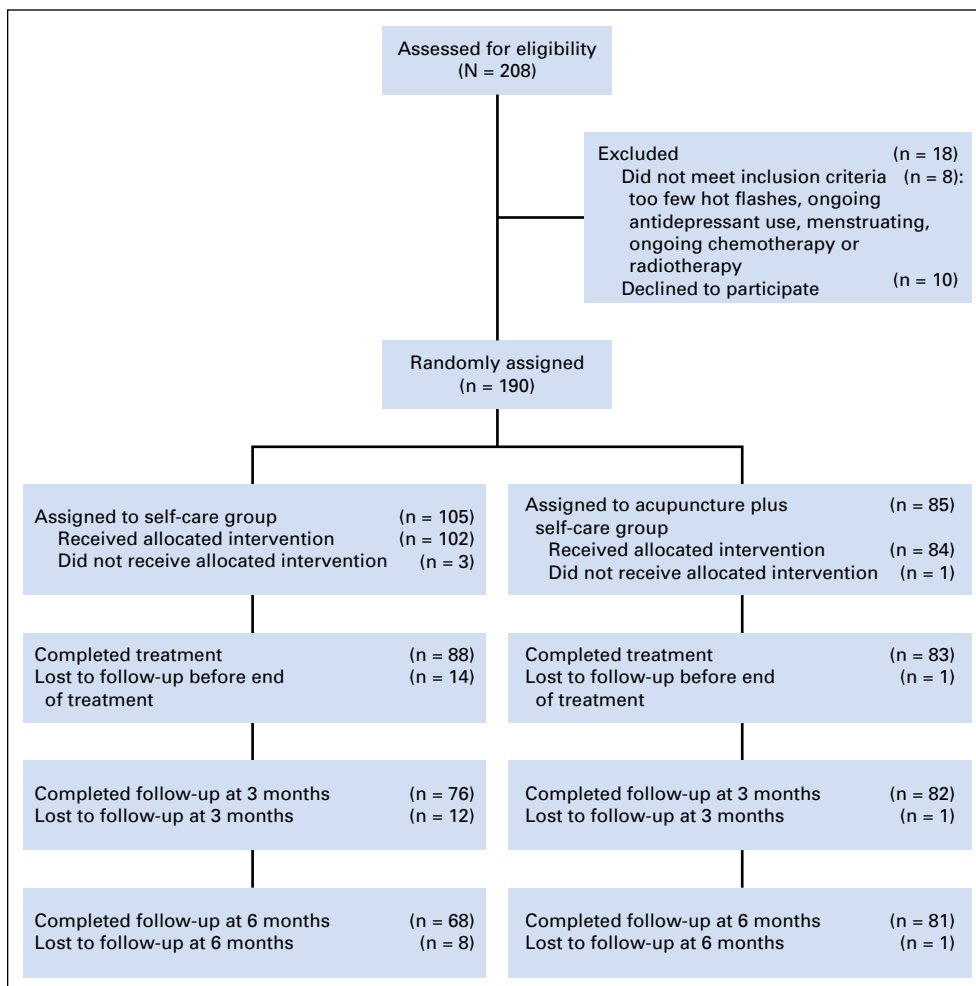 Assessed for eligibility
(N = 208)
Excluded (n = 18)
Did not meet inclusion criteria (n = 8):
too few hot flashes, ongoing
antidepressant use, menstruating,
ongoing chemotherapy or
radiotherapy
Declined to participate (n = 10)
Randomly assigned
(n = 190)
Assigned to self-care group (n = 105)
Received allocated intervention (n = 102)
Did not receive allocated intervention (n = 3)
Assigned to acupuncture plus (n = 85)
self-care group
Received allocated intervention (n = 84)
Did not receive allocated intervention (n = 1)
Completed treatment (n = 88)
Lost to follow-up before end (n = 14)
of treatment
Completed treatment (n = 83)
Lost to follow-up before end (n = 1)
of treatment
Completed follow-up at 3 months (n = 76)
Lost to follow-up at 3 months (n = 12)
Completed follow-up at 3 months (n = 82)
Lost to follow-up at 3 months (n = 1)
Completed follow-up at 6 months (n = 68)
Lost to follow-up at 6 months (n = 8)
Completed follow-up at 6 months (n = 81)
Lost to follow-up at 6 months (n = 1)